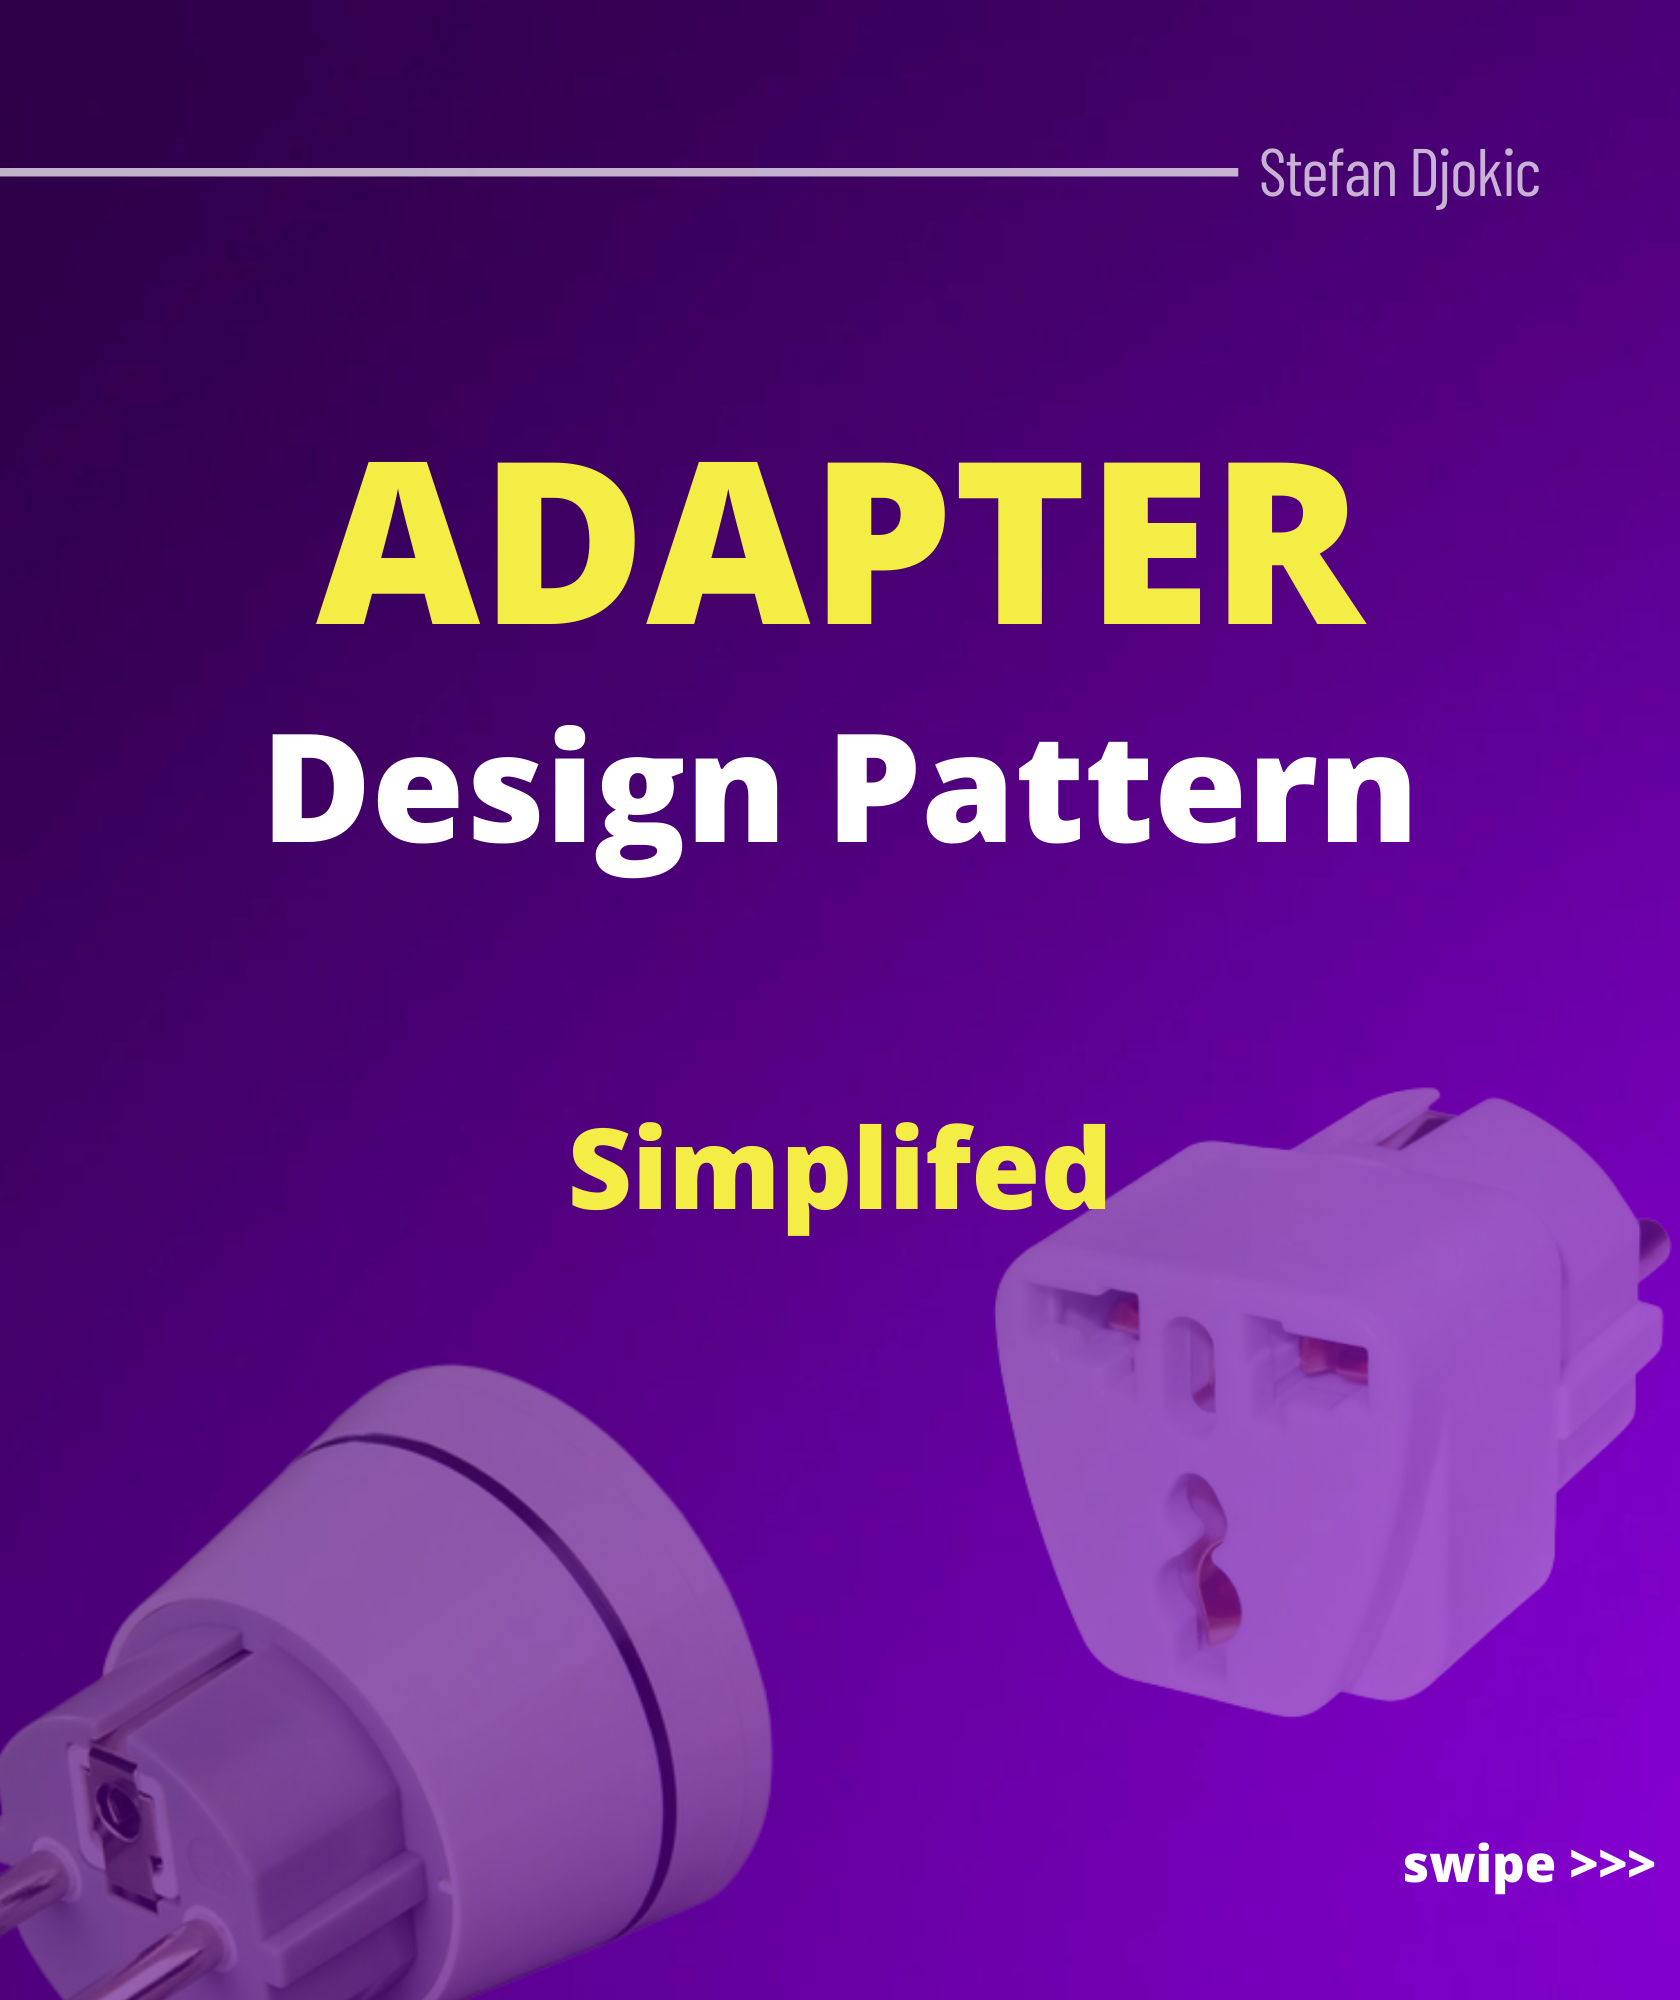 Stefan Djokic
ADAPTER
Design Pattern
Simplifed
swipe >>>